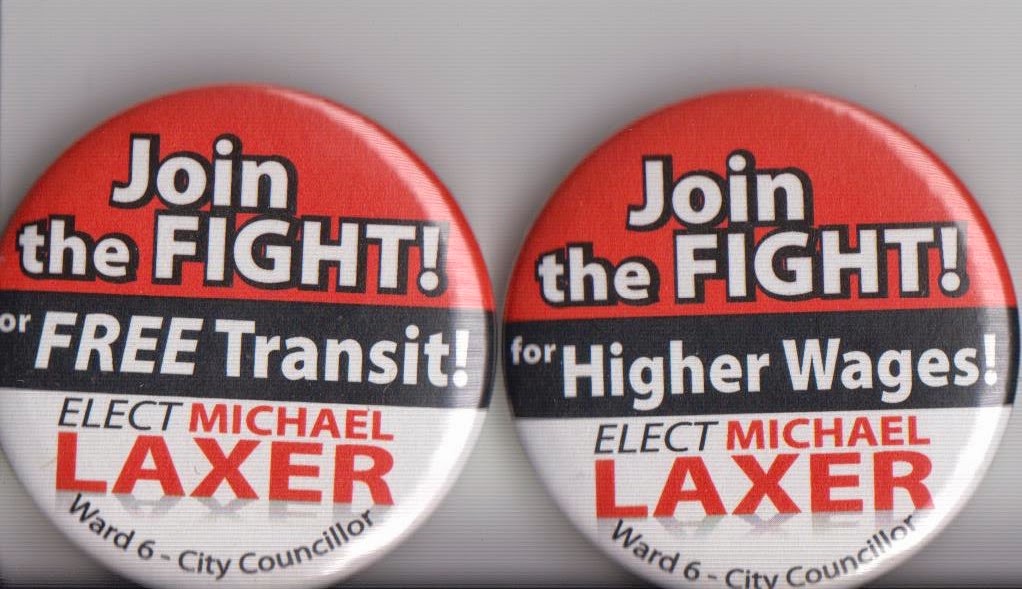 Join
the FIGHT!
or FREE Transit!
ELECT MICHAEL
LAXER
Ward 6 - City Councillor
Join
the FIGHT!
for Higher Wages!
ELECT MICHAEL
LAXER
Ward 6 - City Councillor